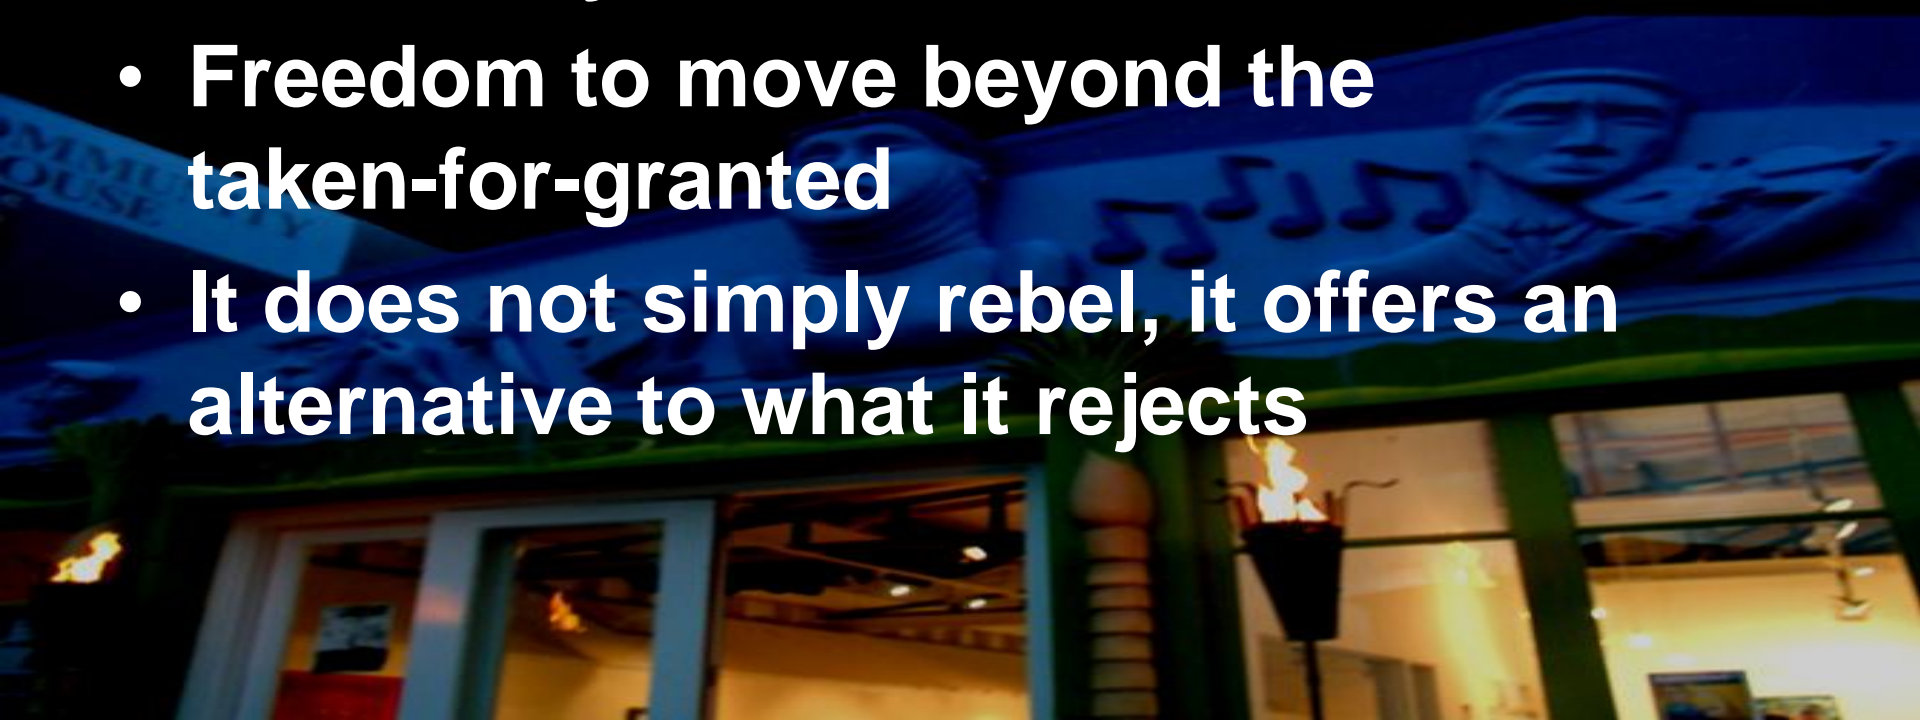 • Freedom to move beyond the
taken-for-granted
• It does not simply rebel, it offers an
alternative to what it rejects